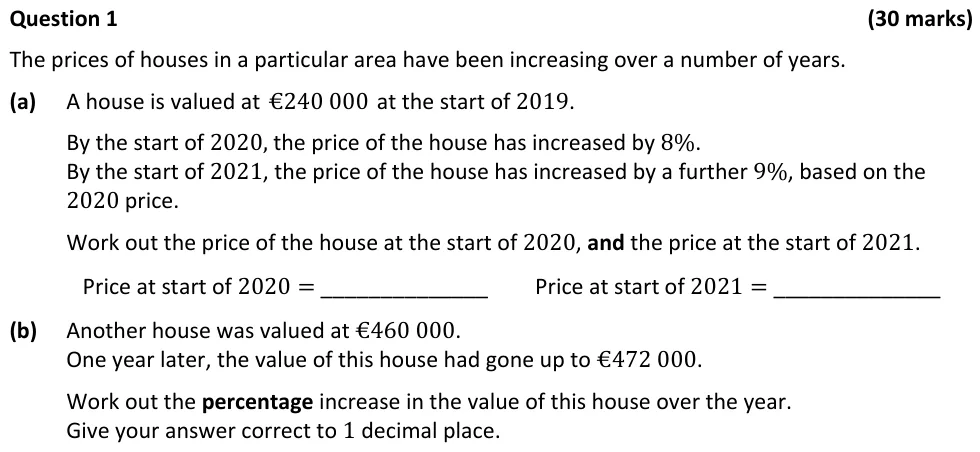 Question 1 (30 marks)
The prices of houses in a particular area have been increasing over a number of years.
(a) A house is valued at €240 000 at the start of 2019.
By the start of 2020, the price of the house has increased by 8%.
By the start of 2021, the price of the house has increased by a further 9%, based on the
2020 price.
Work out the price of the house at the start of 2020, and the price at the start of 2021.
Price at start of 2020 = ______________ Price at start of 2021 = ______________
(b) Another house was valued at €460 000.
One year later, the value of this house had gone up to €472 000.
Work out the percentage increase in the value of this house over the year.
Give your answer correct to 1 decimal place.